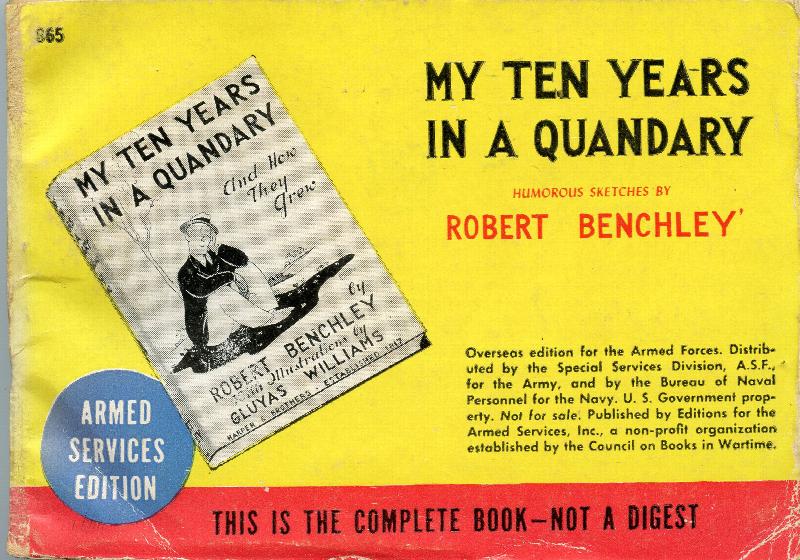 865
MY TEN YEARS
IN A QUANDARY
HUMOROUS SKETCHES BY
ROBERT BENCHLEY
MY TEN YEARS
IN A QUANDARY
And How
They
Grew
by
ROBERT BENCHLEY
with Illustrations by
GLUYAS WILLIAMS
HARPER & BROTHERS · ESTABLISHED 1817
Overseas edition for the Armed Forces. Distrib-
uted by the Special Services Division, A.S.F.,
for the Army, and by the Bureau of Naval
Personnel for the Navy. U. S. Government prop-
erty. Not for sale. Published by Editions for the
Armed Services, Inc., a non-profit organization
established by the Council on Books in Wartime.
ARMED
SERVICES
EDITION
THIS IS THE COMPLETE BOOK—NOT A DIGEST